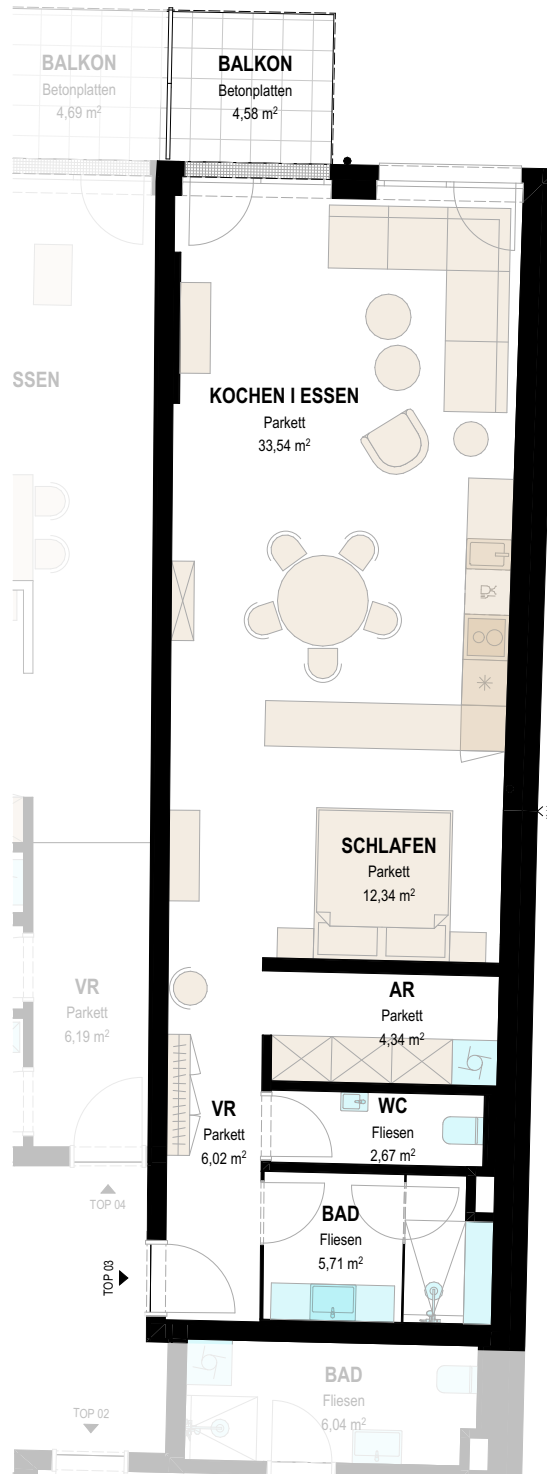 BALKON
Betonplatten
4,69 m²
BALKON
Betonplatten
4,58 m²
SSEN
KOCHEN I ESSEN
Parkett
33,54 m²
SCHLAFEN
Parkett
12,34 m²
VR
Parkett
6,19 m²
AR
Parkett
4,34 m²
VR
Parkett
6,02 m²
WC
Fliesen
2,67 m²
TOP 04
BAD
Fliesen
5,71 m²
TOP 03
BAD
Fliesen
6,04 m²
TOP 02